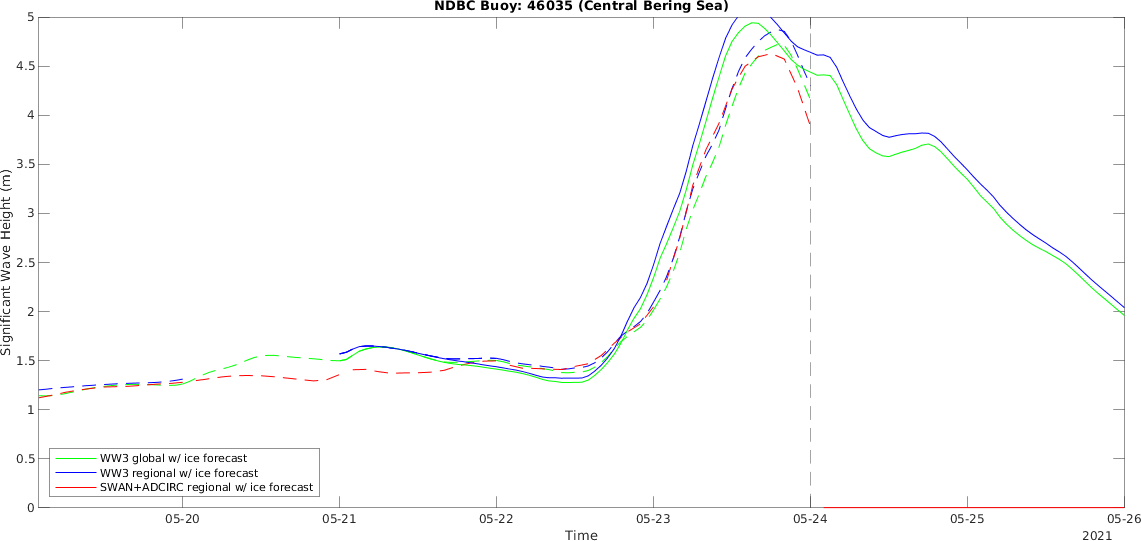 NDBC Buoy: 46035 (Central Bering Sea)
5
4.5
4
3.5
3
2.5
2
1.5
1
0.5
0
Significant Wave Height (m)
WW3 global w/ ice forecast
WW3 regional w/ ice forecast
SWAN+ADCIRC regional w/ ice forecast
05-20 05-21 05-22 05-23 05-24 05-25 05-26
Time
2021